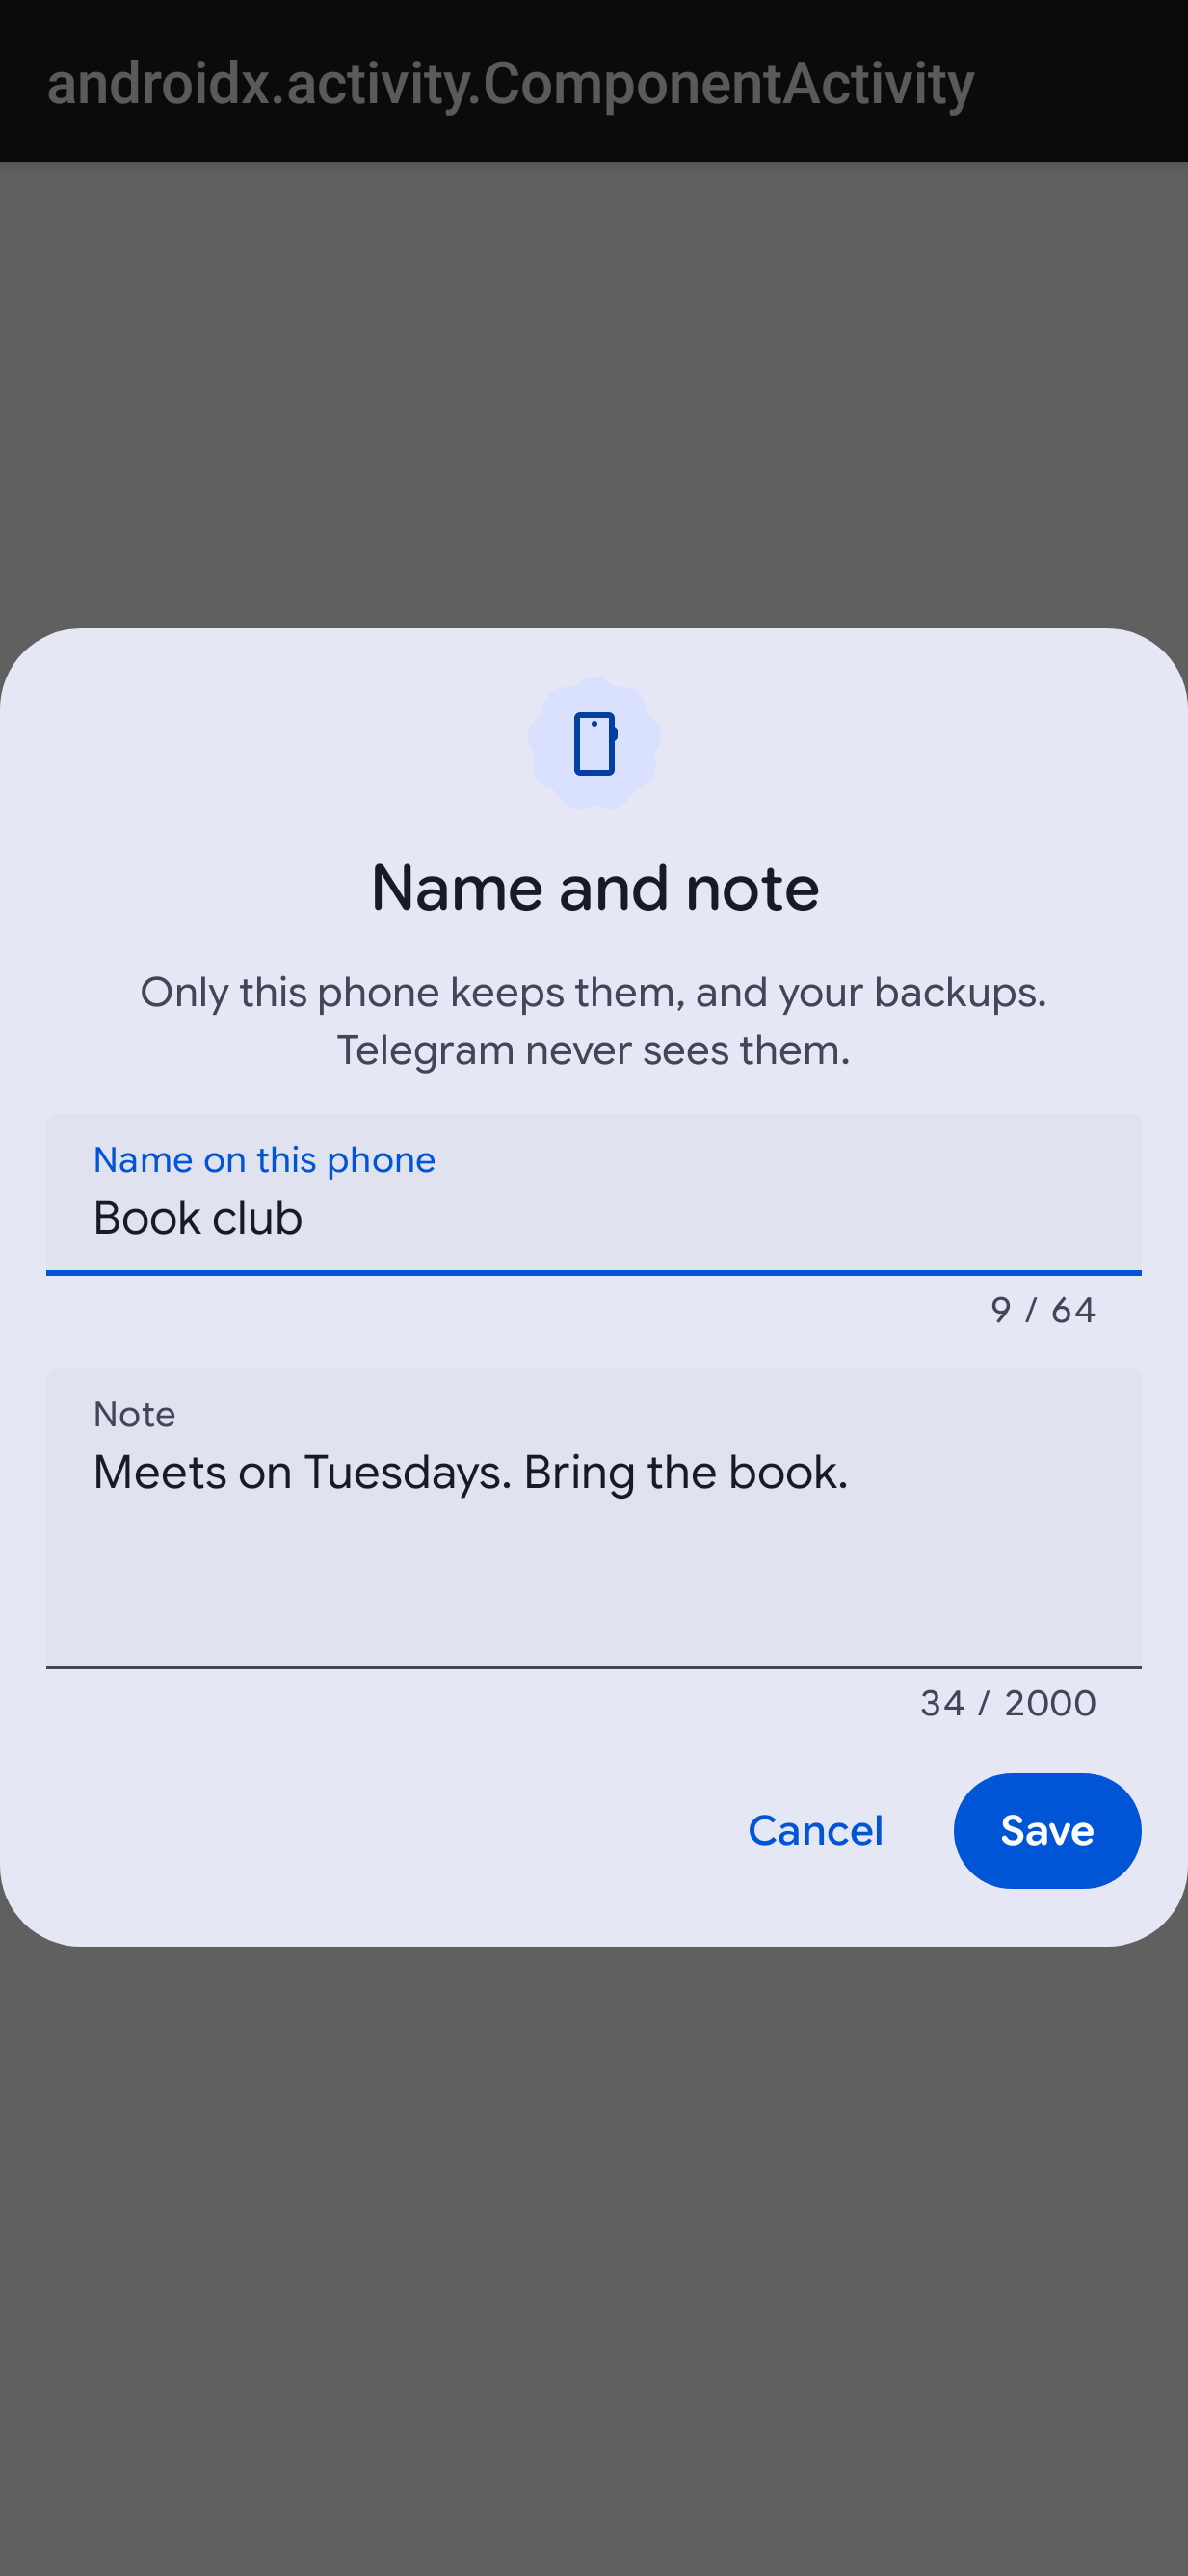 androidx.activity.ComponentActivity
Name and note
Only this phone keeps them, and your backups.
Telegram never sees them.
Name on this phone
Book club
9 / 64
Note
Meets on Tuesdays. Bring the book.
34 / 2000
Cancel
Save